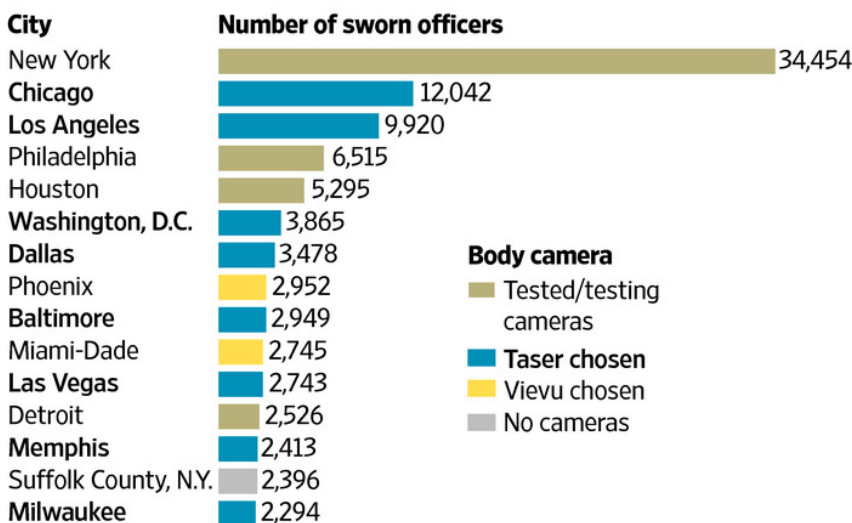 City Number of sworn officers
New York 34,454
Chicago 12,042
Los Angeles 9,920
Philadelphia 6,515
Houston 5,295
Washington, D.C. 3,865
Dallas 3,478
Phoenix 2,952
Baltimore 2,949
Miami-Dade 2,745
Las Vegas 2,743
Detroit 2,526
Memphis 2,413
Suffolk County, N.Y. 2,396
Milwaukee 2,294
Body camera
Tested/testing
cameras
Taser chosen
Vievu chosen
No cameras